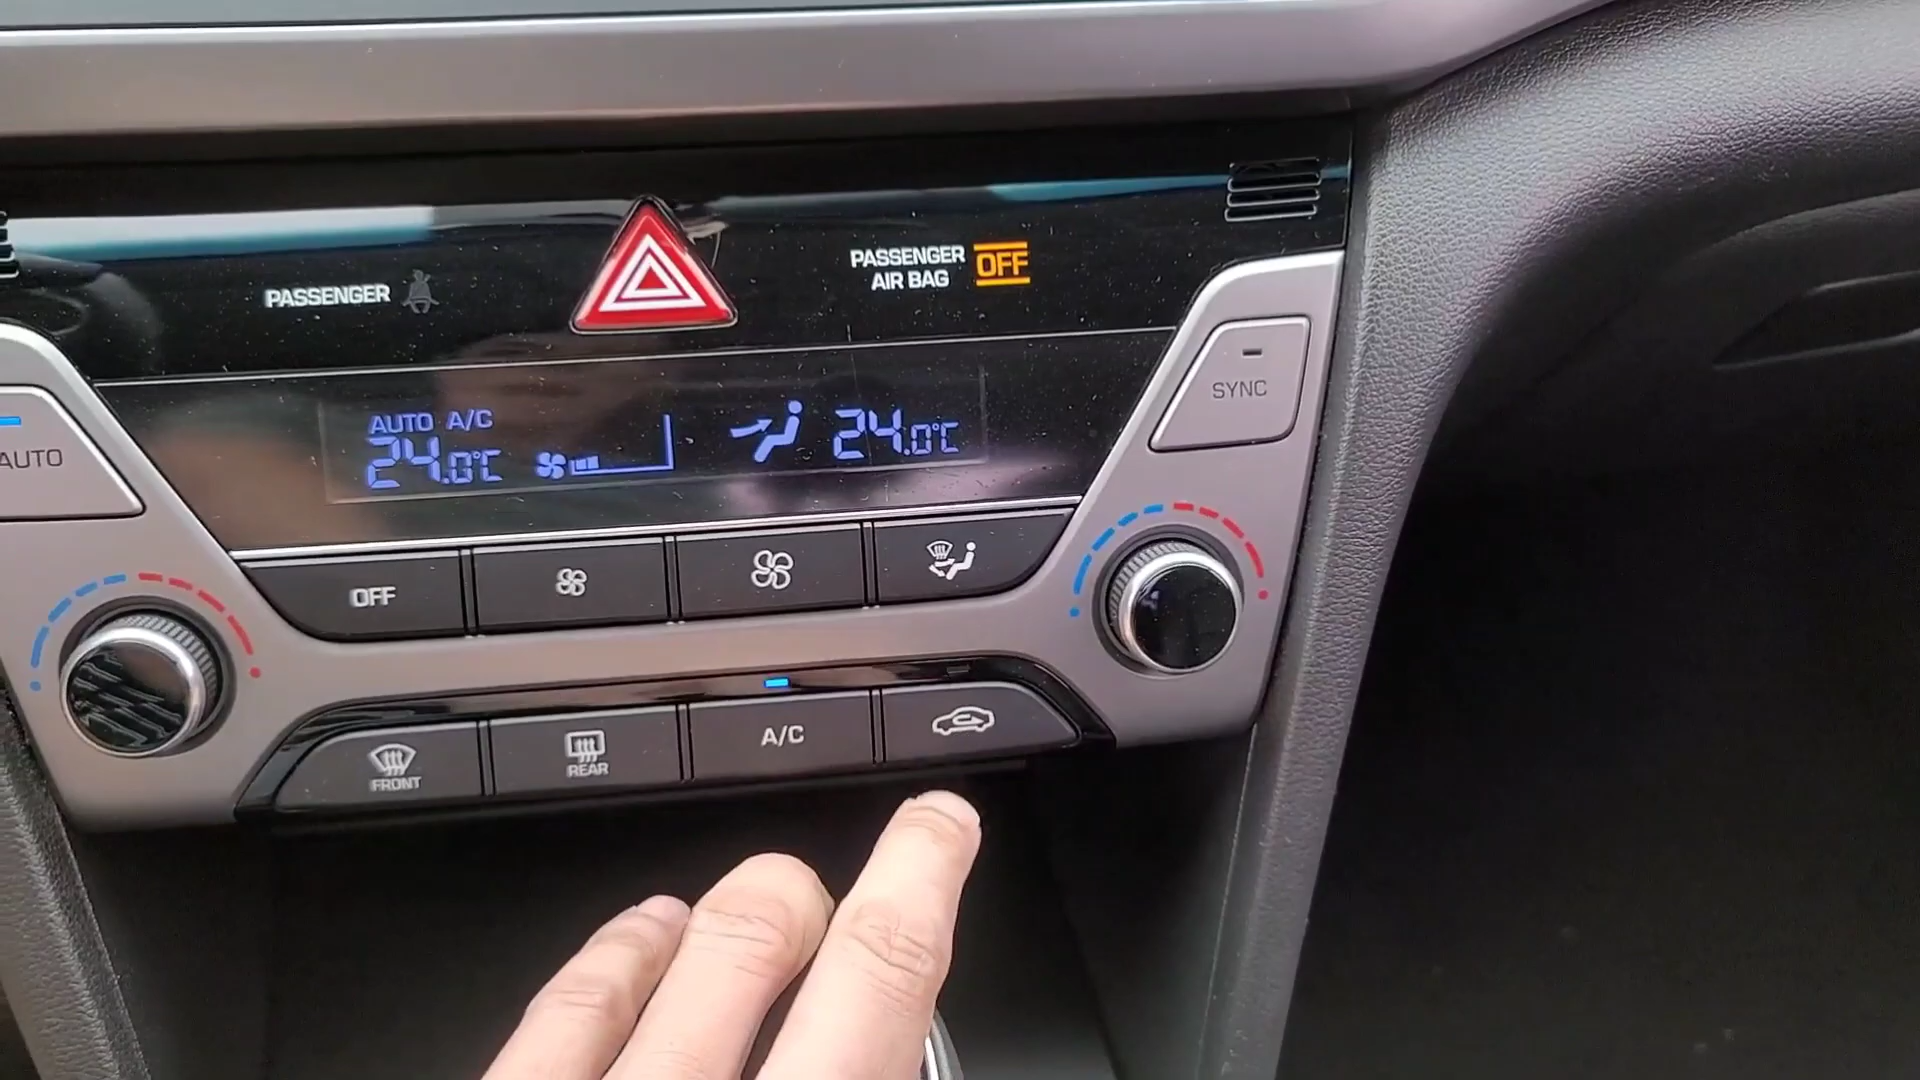 PASSENGER
PASSENGER
AIR BAG
OFF
AUTO A/C
24.0°C
24.0°C
SYNC
AUTO
OFF
FRONT
REAR
A/C